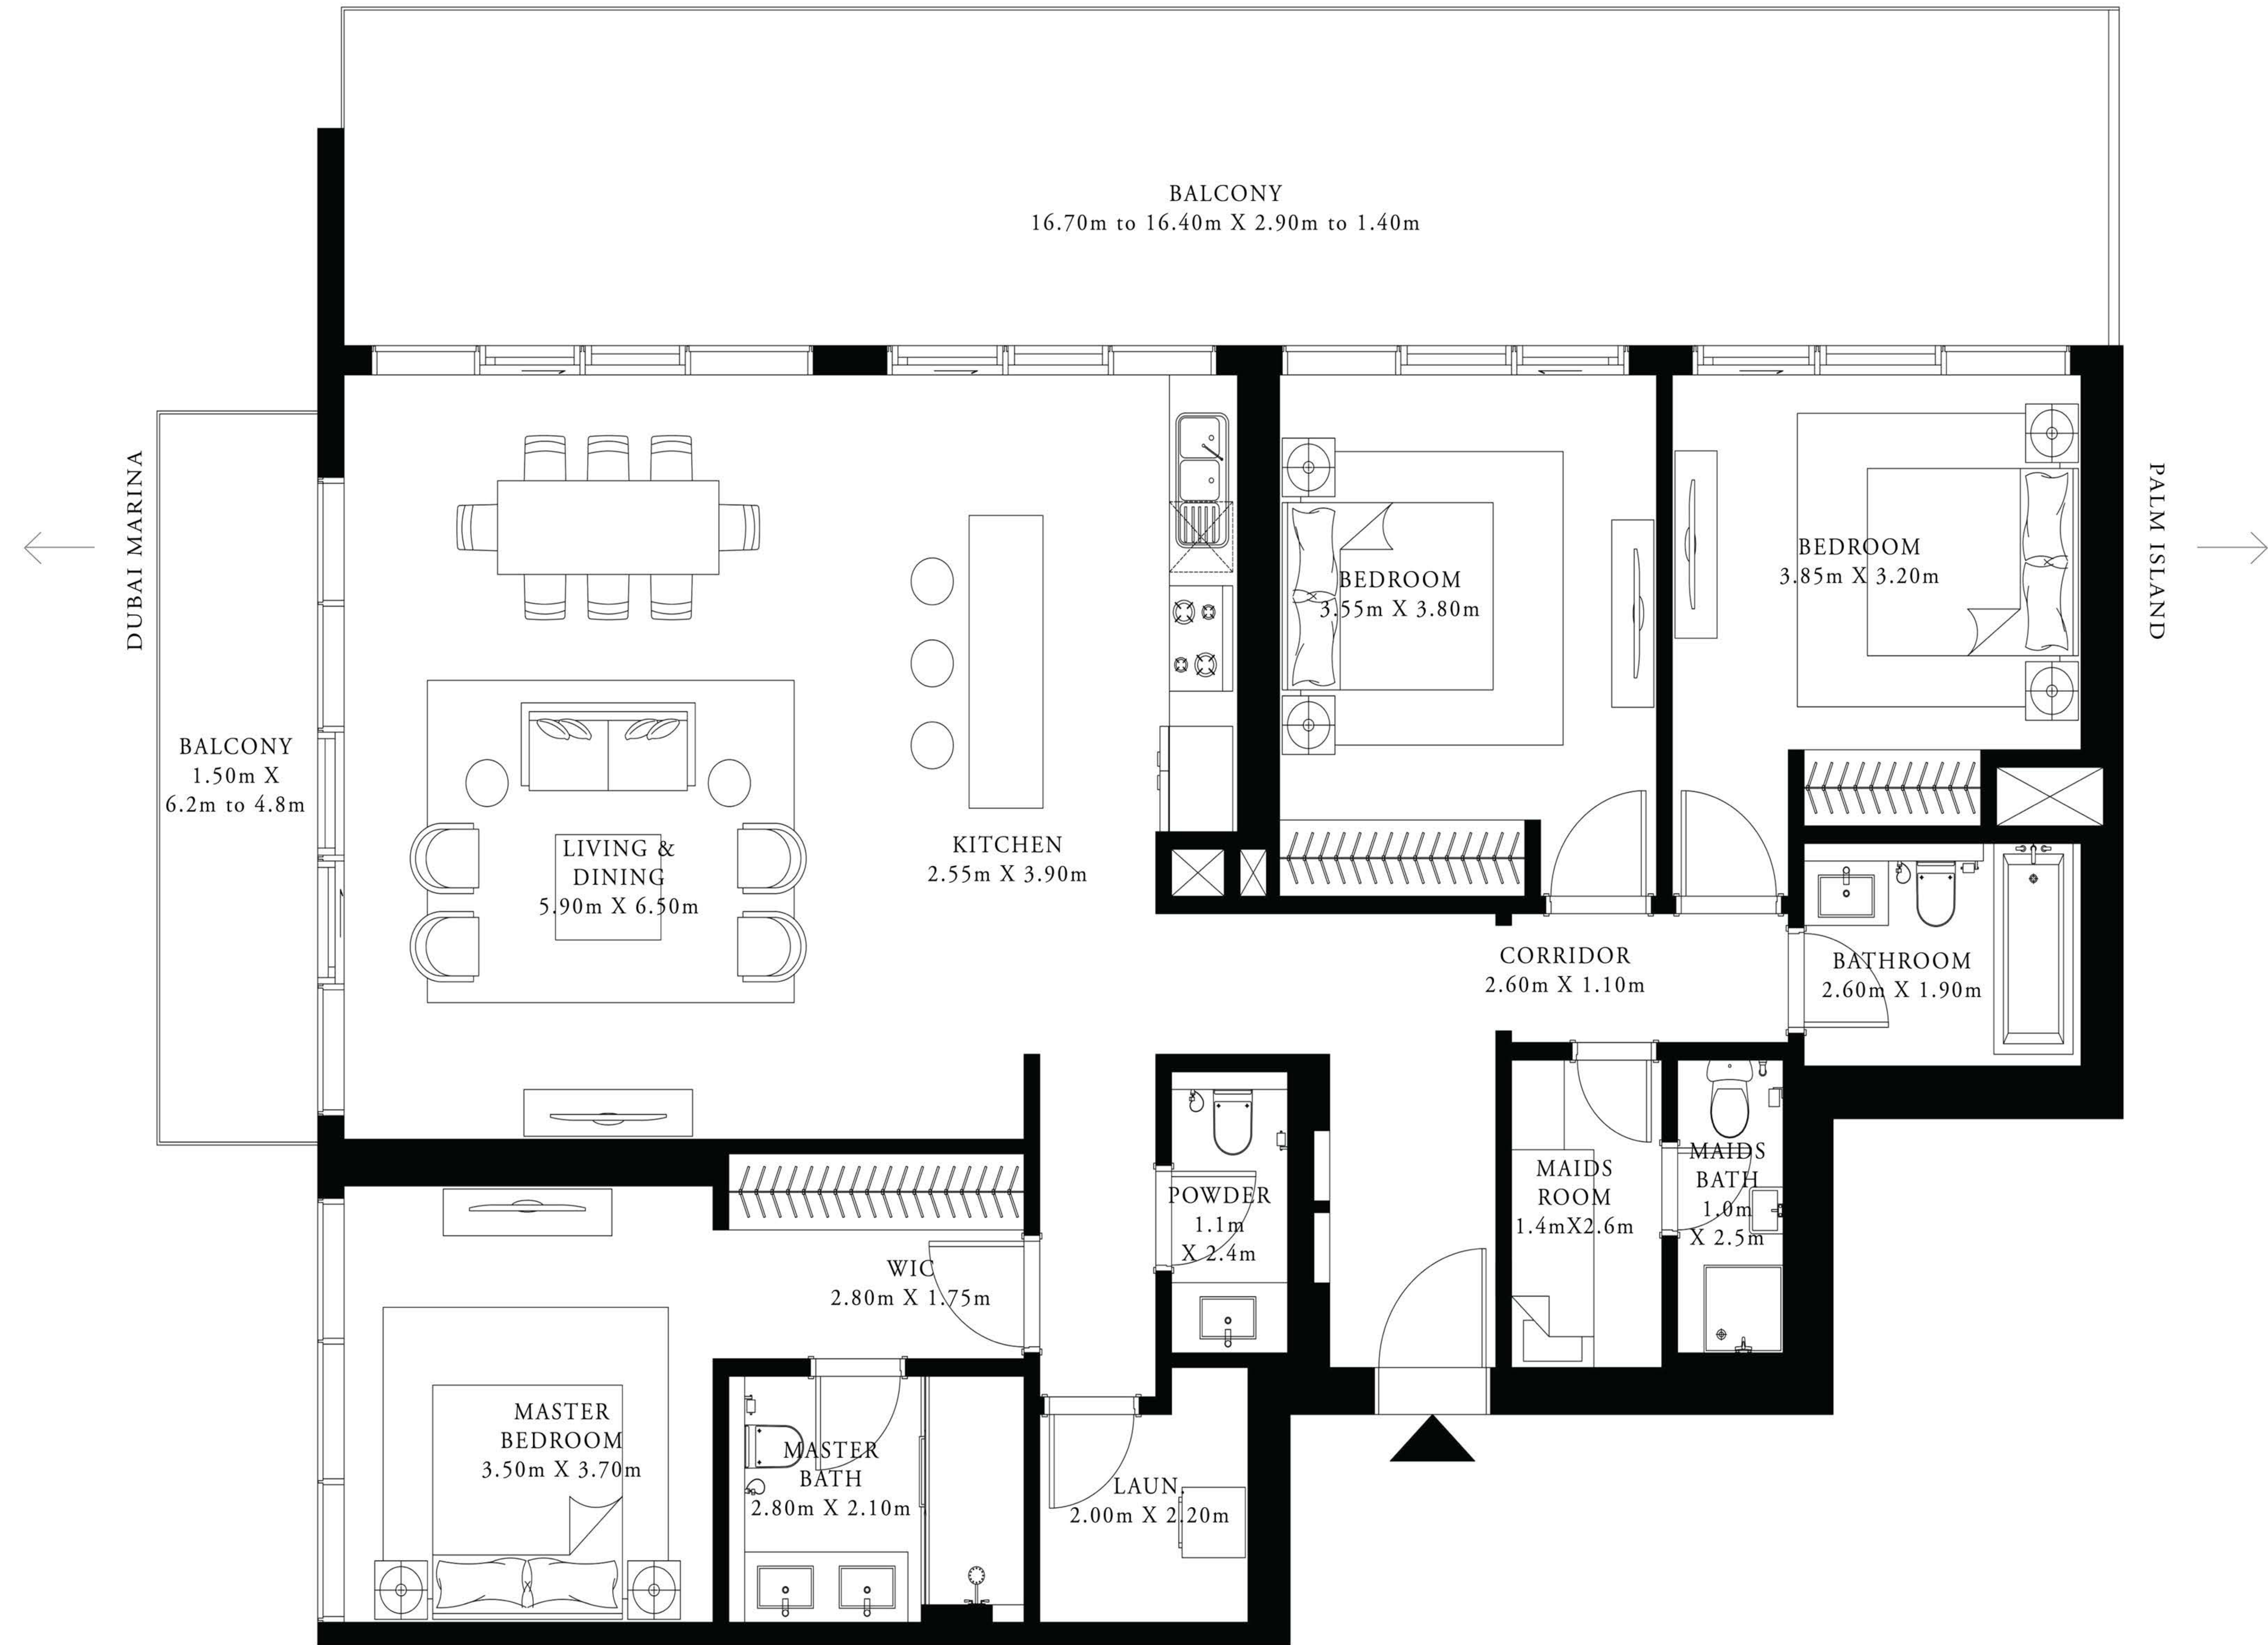 BALCONY
16.70m to 16.40m X 2.90m to 1.40m
DUBAI MARINA
PALM ISLAND
BEDROOM
3.55m X 3.80m
BEDROOM
3.85m X 3.20m
BALCONY
1.50m X
6.2m to 4.8m
LIVING &
DINING
5.90m X 6.50m
KITCHEN
2.55m X 3.90m
CORRIDOR
2.60m X 1.10m
BATHROOM
2.60m X 1.90m
MAIDS
ROOM
1.4mX2.6m
MAIDS
BATH
1.0m
X 2.5m
POWDER
1.1m
X 2.4m
WIC
2.80m X 1.75m
MASTER
BEDROOM
3.50m X 3.70m
MASTER
BATH
2.80m X 2.10m
LAUN.
2.00m X 2.20m